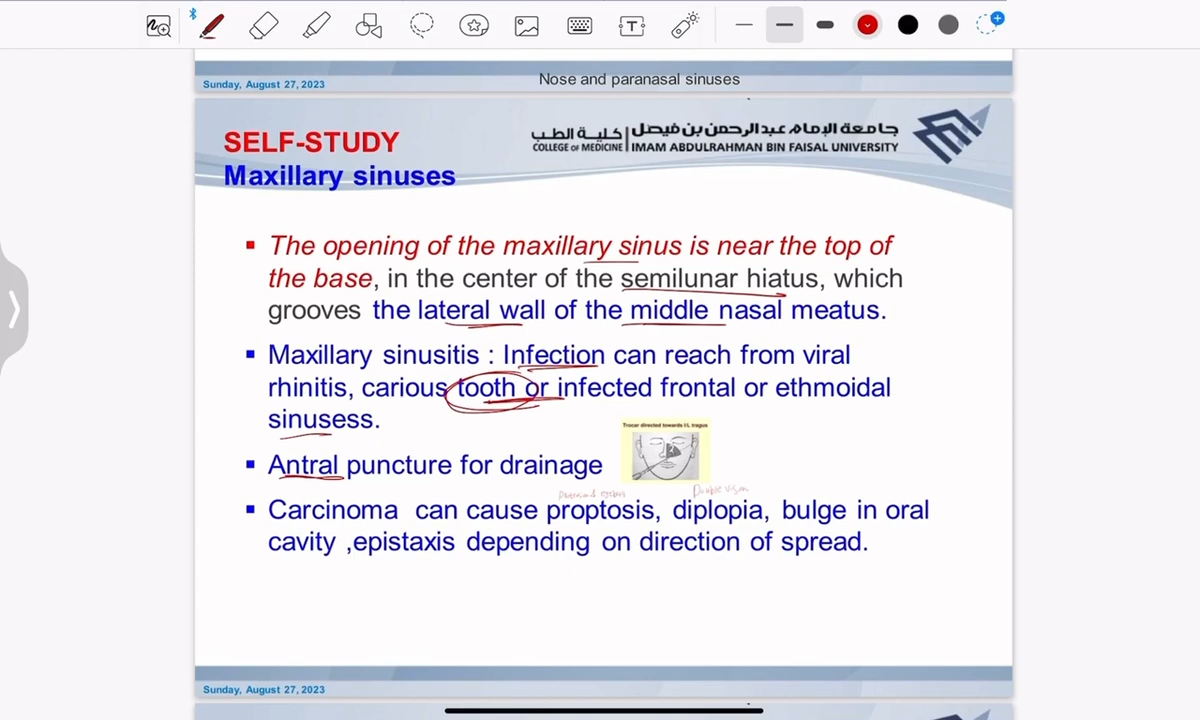 Sunday, August 27, 2023
Nose and paranasal sinuses
SELF-STUDY
Maxillary sinuses
كلية الطب
COLLEGE OF MEDICINE
جامعة الإمام عبدالرحمن بن فيصل
IMAM ABDULRAHMAN BIN FAISAL UNIVERSITY
▪ The opening of the maxillary sinus is near the top of
the base, in the center of the semilunar hiatus, which
grooves the lateral wall of the middle nasal meatus.
▪ Maxillary sinusitis : Infection can reach from viral
rhinitis, carious tooth or infected frontal or ethmoidal
sinusess.
Trocar directed towards I/L tragus
▪ Antral puncture for drainage
Double vision
▪ Carcinoma can cause proptosis, diplopia, bulge in oral
cavity ,epistaxis depending on direction of spread.
Sunday, August 27, 2023